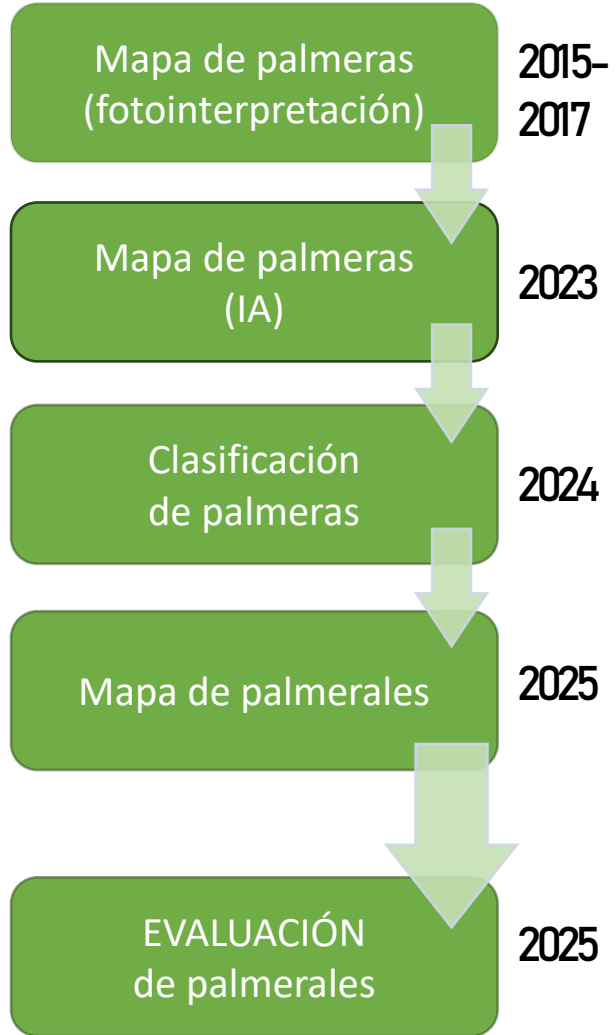 Mapa de palmeras
(fotointerpretación)
2015-
2017
Mapa de palmeras
(IA)
2023
Clasificación
de palmeras
2024
Mapa de palmerales
2025
EVALUACIÓN
de palmerales
2025